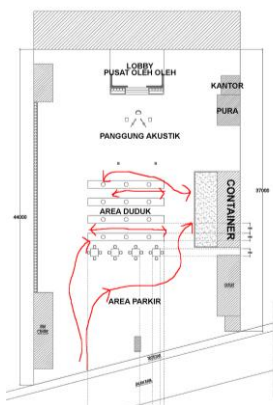 LOBBY
PUSAT OLEH OLEH
KANTOR
PURA
PANGGUNG AKUSTIK
CONTAINER
AREA DUDUK
44000
37000
AREA PARKIR